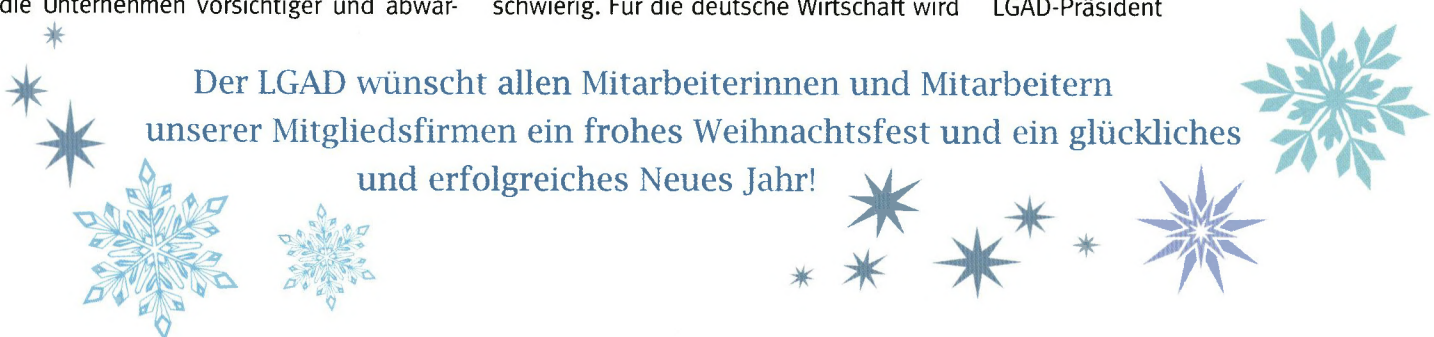 die Unternehmen vorsichtiger und abwar-
schwierig. Für die deutsche Wirtschaft wird
LGAD-Präsident
Der LGAD wünscht allen Mitarbeiterinnen und Mitarbeitern
unserer Mitgliedsfirmen ein frohes Weihnachtsfest und ein glückliches
und erfolgreiches Neues Jahr!